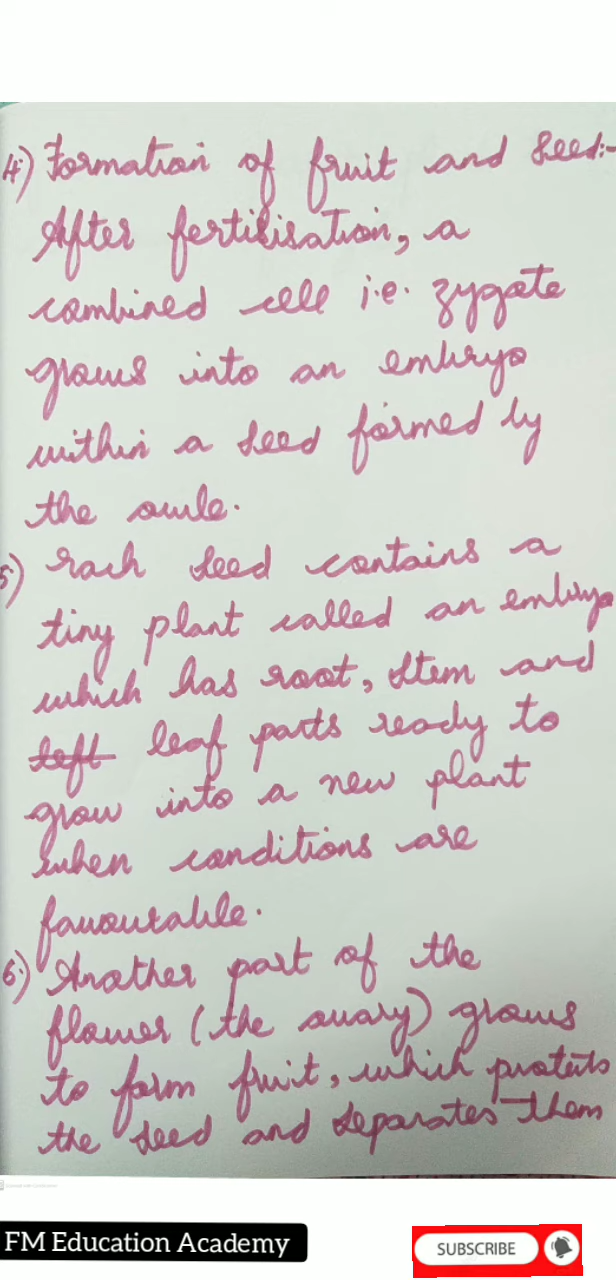 4) Formation of fruit and seed:-
After fertilisation, a
combined cell i.e. zygote
grows into an embryo
within a seed formed by
the ovule.
5) Each seed contains a
tiny plant called an embryo
which has root, stem and
left leaf parts ready to
grow into a new plant
when conditions are
favourable.
6) Another part of the
flower (the ovary) grows
to form fruit, which protects
the seed and separates them
FM Education Academy
SUBSCRIBE